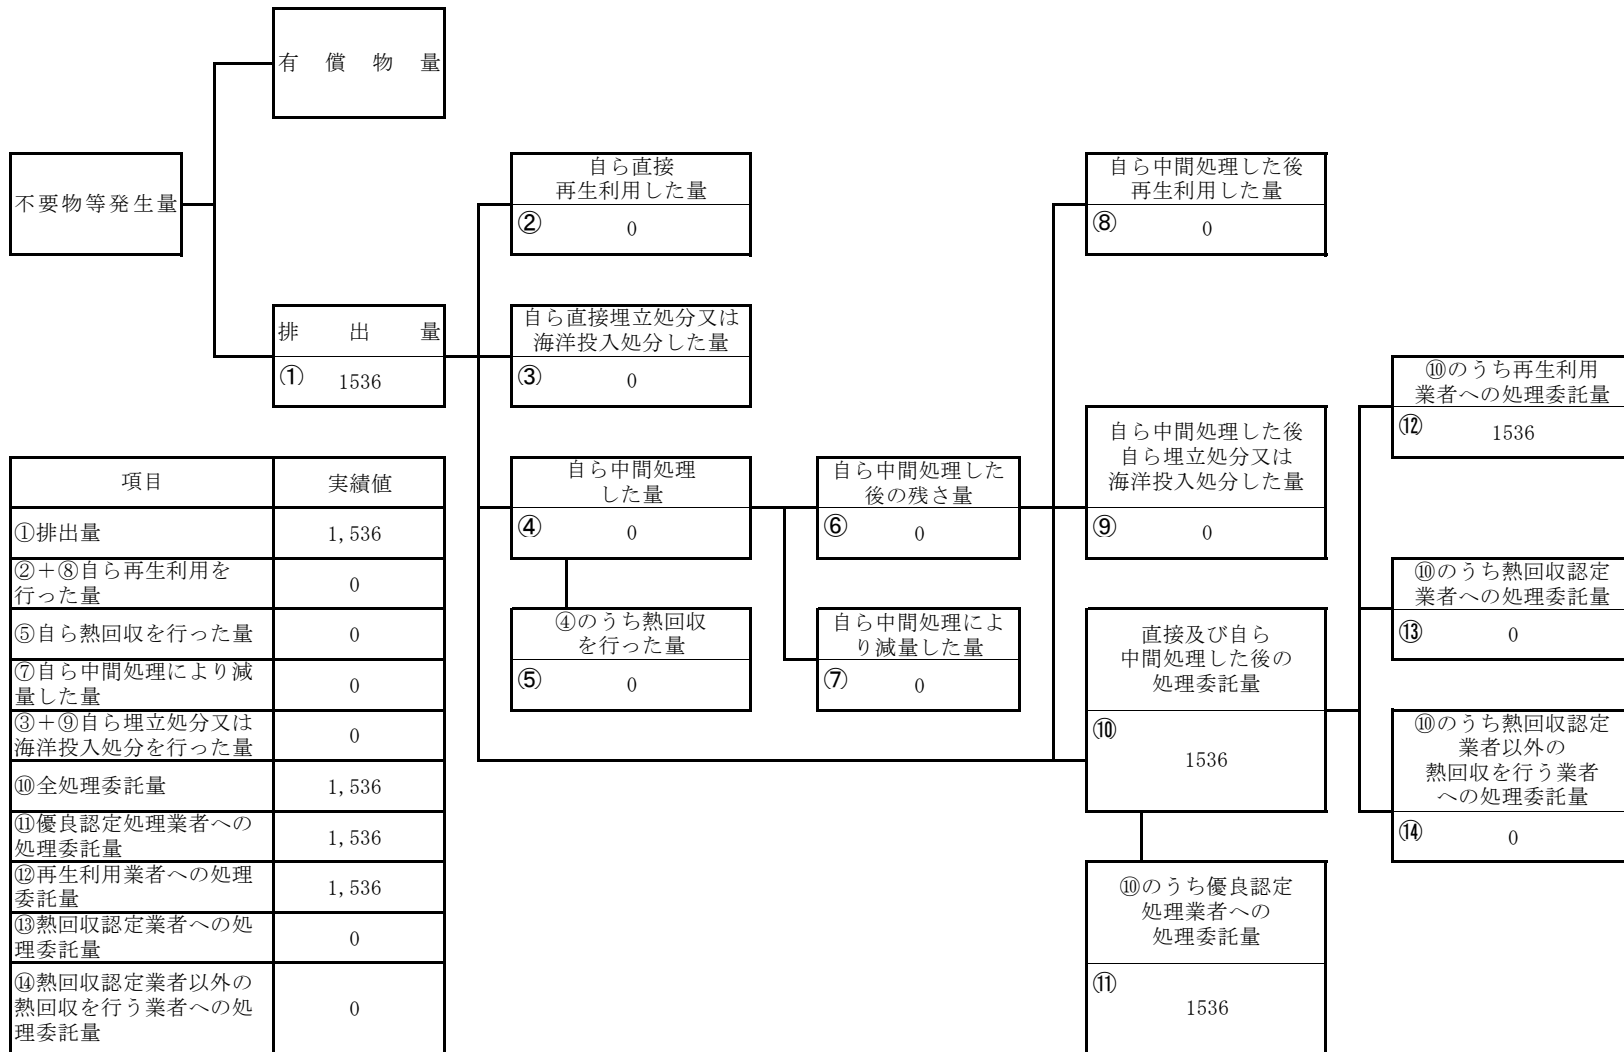 有償物量
不要物等発生量
排出量
① 1536
自ら直接
再生利用した量
② 0
自ら直接埋立処分又は
海洋投入処分した量
③ 0
自ら中間処理
した量
④ 0
④のうち熱回収
を行った量
⑤ 0
自ら中間処理した
後の残さ量
⑥ 0
自ら中間処理によ
り減量した量
⑦ 0
自ら中間処理した後
再生利用した量
⑧ 0
自ら中間処理した後
自ら埋立処分又は
海洋投入処分した量
⑨ 0
直接及び自ら
中間処理した後の
処理委託量
⑩
1536
⑩のうち優良認定
処理業者への
処理委託量
⑪
1536
⑩のうち再生利用
業者への処理委託量
⑫ 1536
⑩のうち熱回収認定
業者への処理委託量
⑬ 0
⑩のうち熱回収認定
業者以外の
熱回収を行う業者
への処理委託量
⑭ 0
項目 実績値
①排出量 1,536
②+⑧自ら再生利用を
行った量 0
⑤自ら熱回収を行った量 0
⑦自ら中間処理により減
量した量 0
③+⑨自ら埋立処分又は
海洋投入処分を行った量 0
⑩全処理委託量 1,536
⑪優良認定処理業者への
処理委託量 1,536
⑫再生利用業者への処理
委託量 1,536
⑬熱回収認定業者への処
理委託量 0
⑭熱回収認定業者以外の
熱回収を行う業者への処
理委託量 0